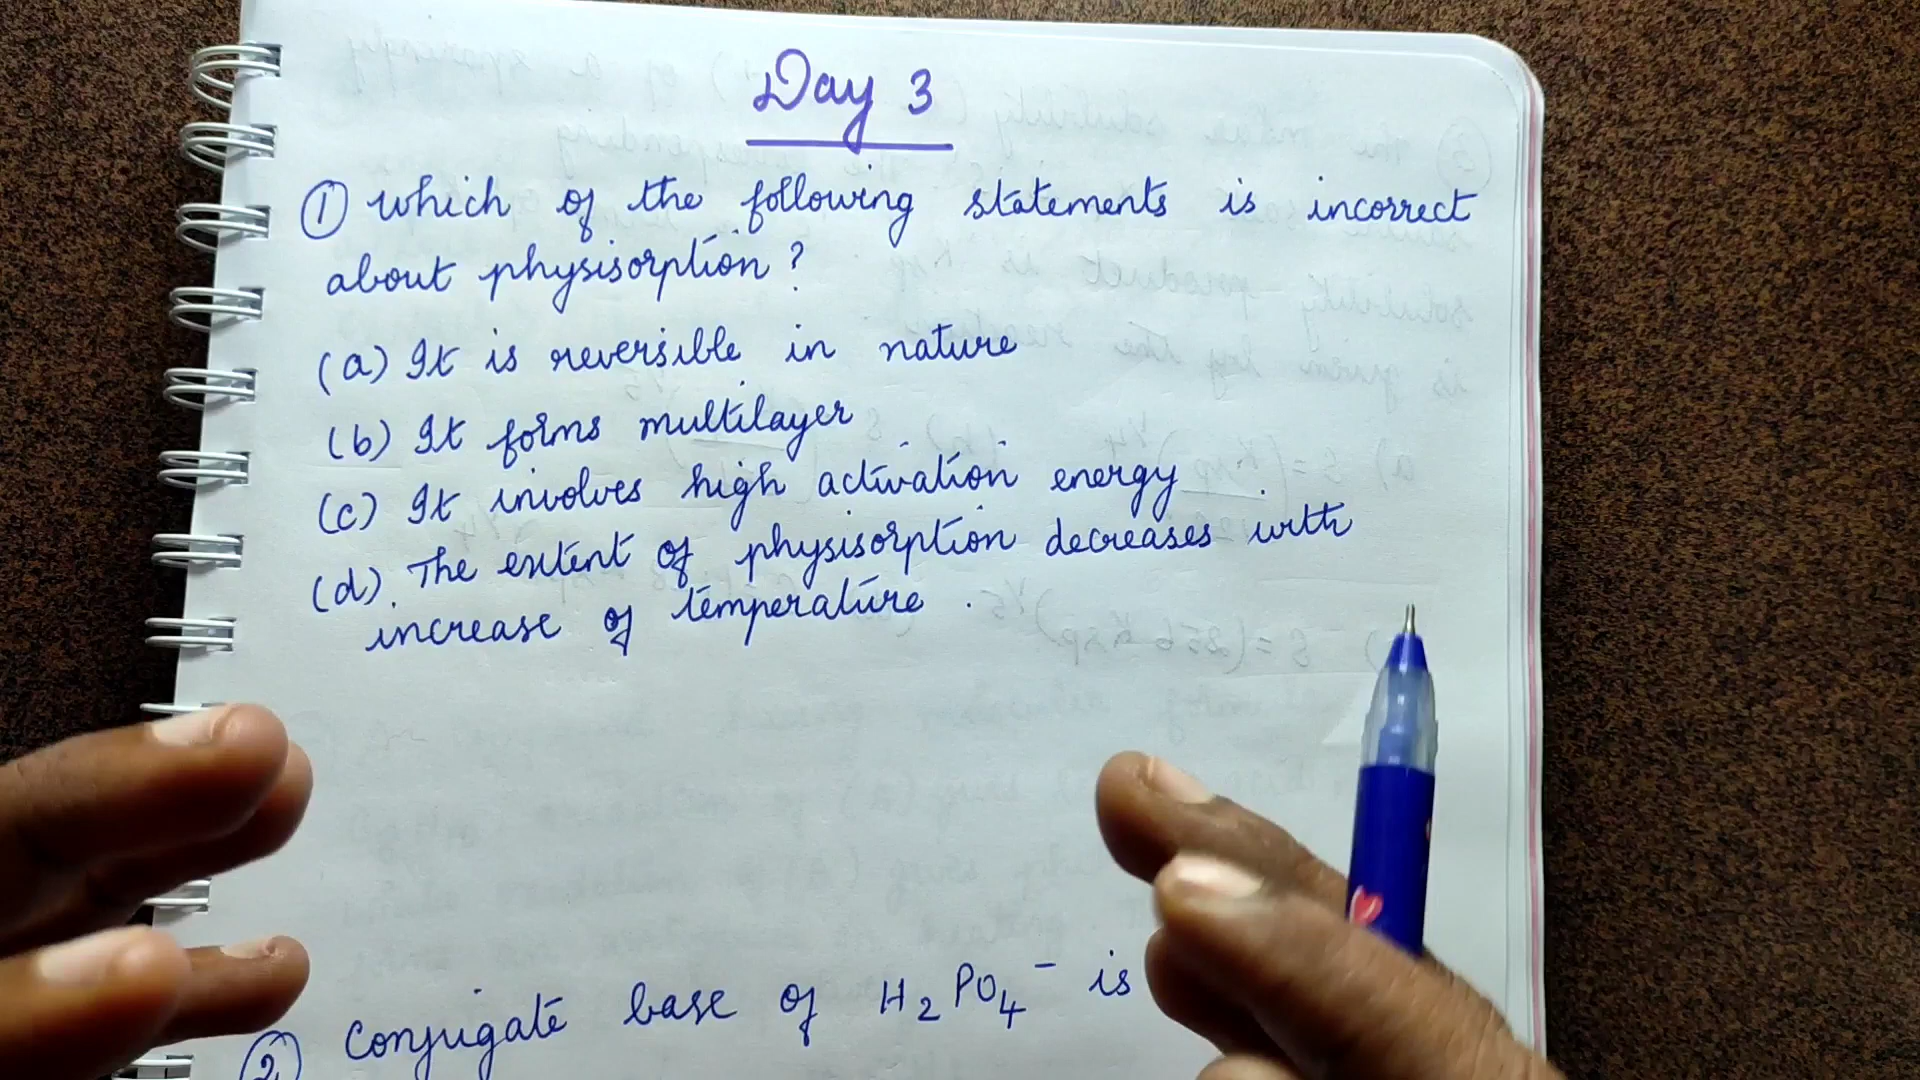 Day 3
① which of the following statements is incorrect
about physisorption ?
(a) It is reversible in nature
(b) It forms multilayer
(c) It involves high activation energy
(d). The extent of physisorption decreases with
increase of temperature .
② Conjugate base of H₂PO₄⁻ is